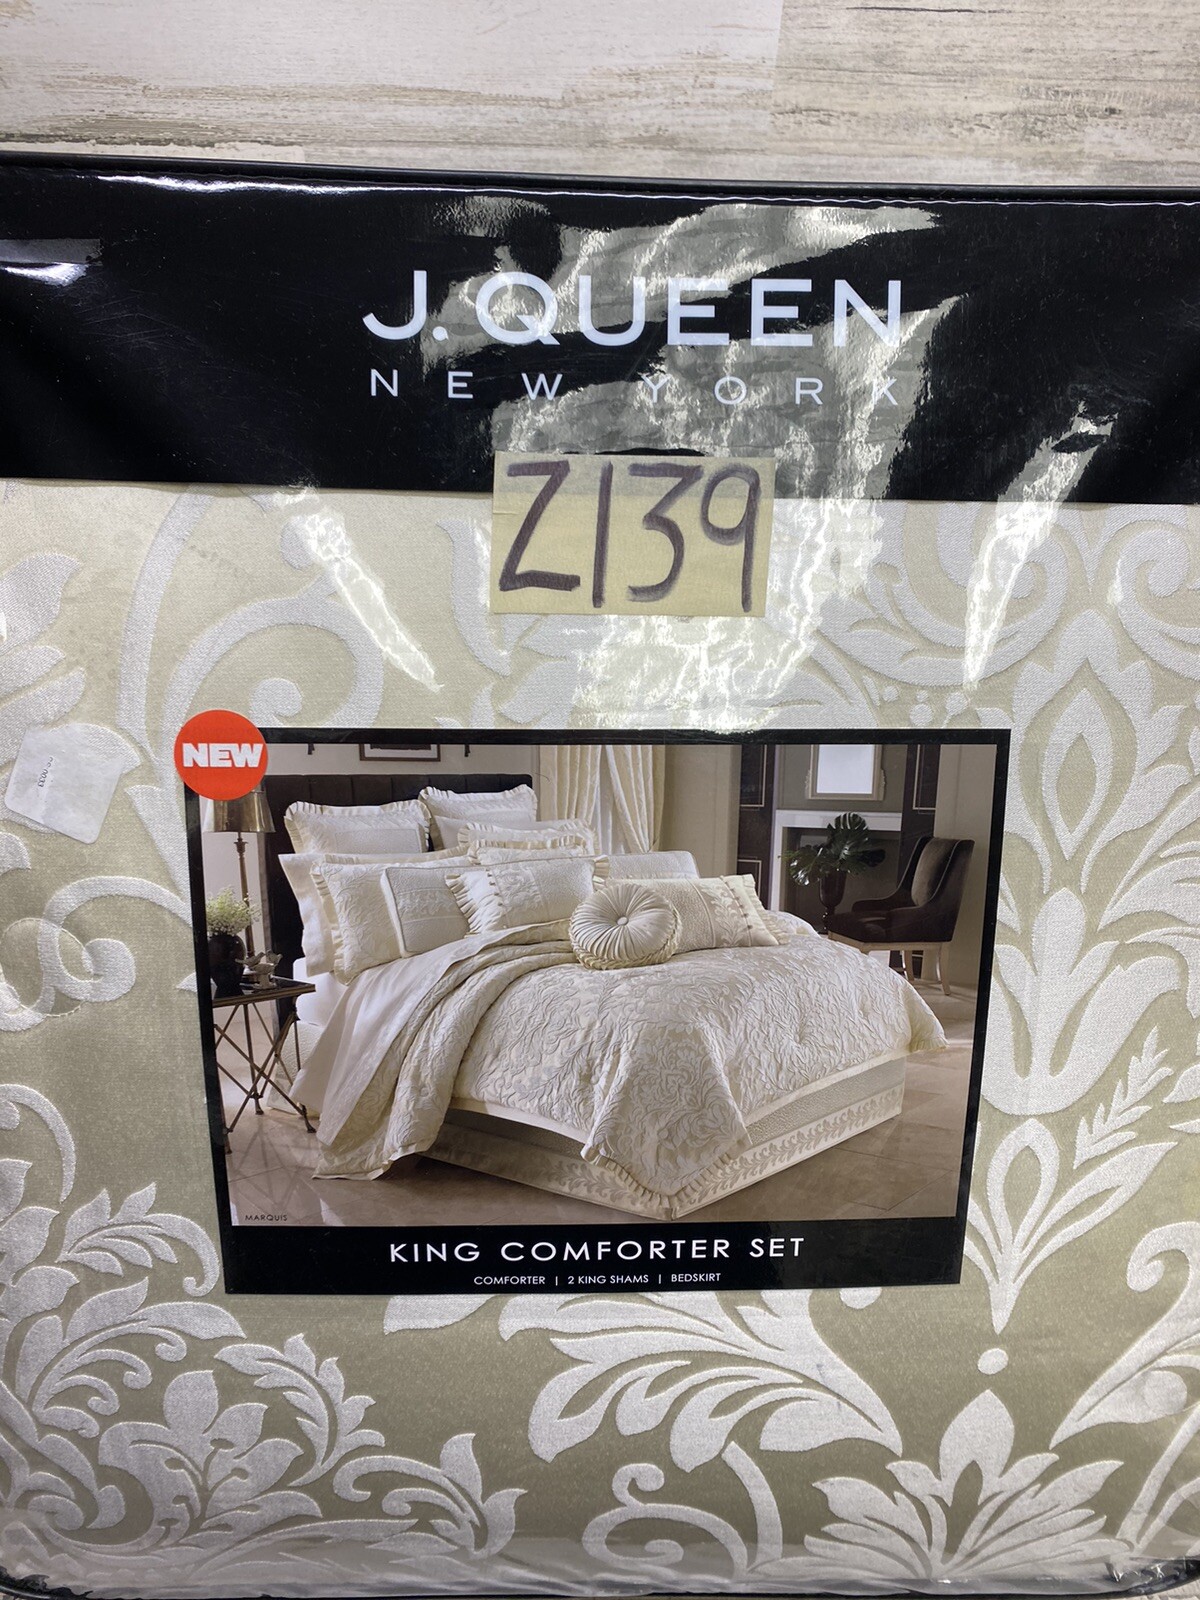 J. QUEEN
NEW YORK
Z139
NEW
MARQUIS
KING COMFORTER SET
COMFORTER | 2 KING SHAMS | BEDSKIRT